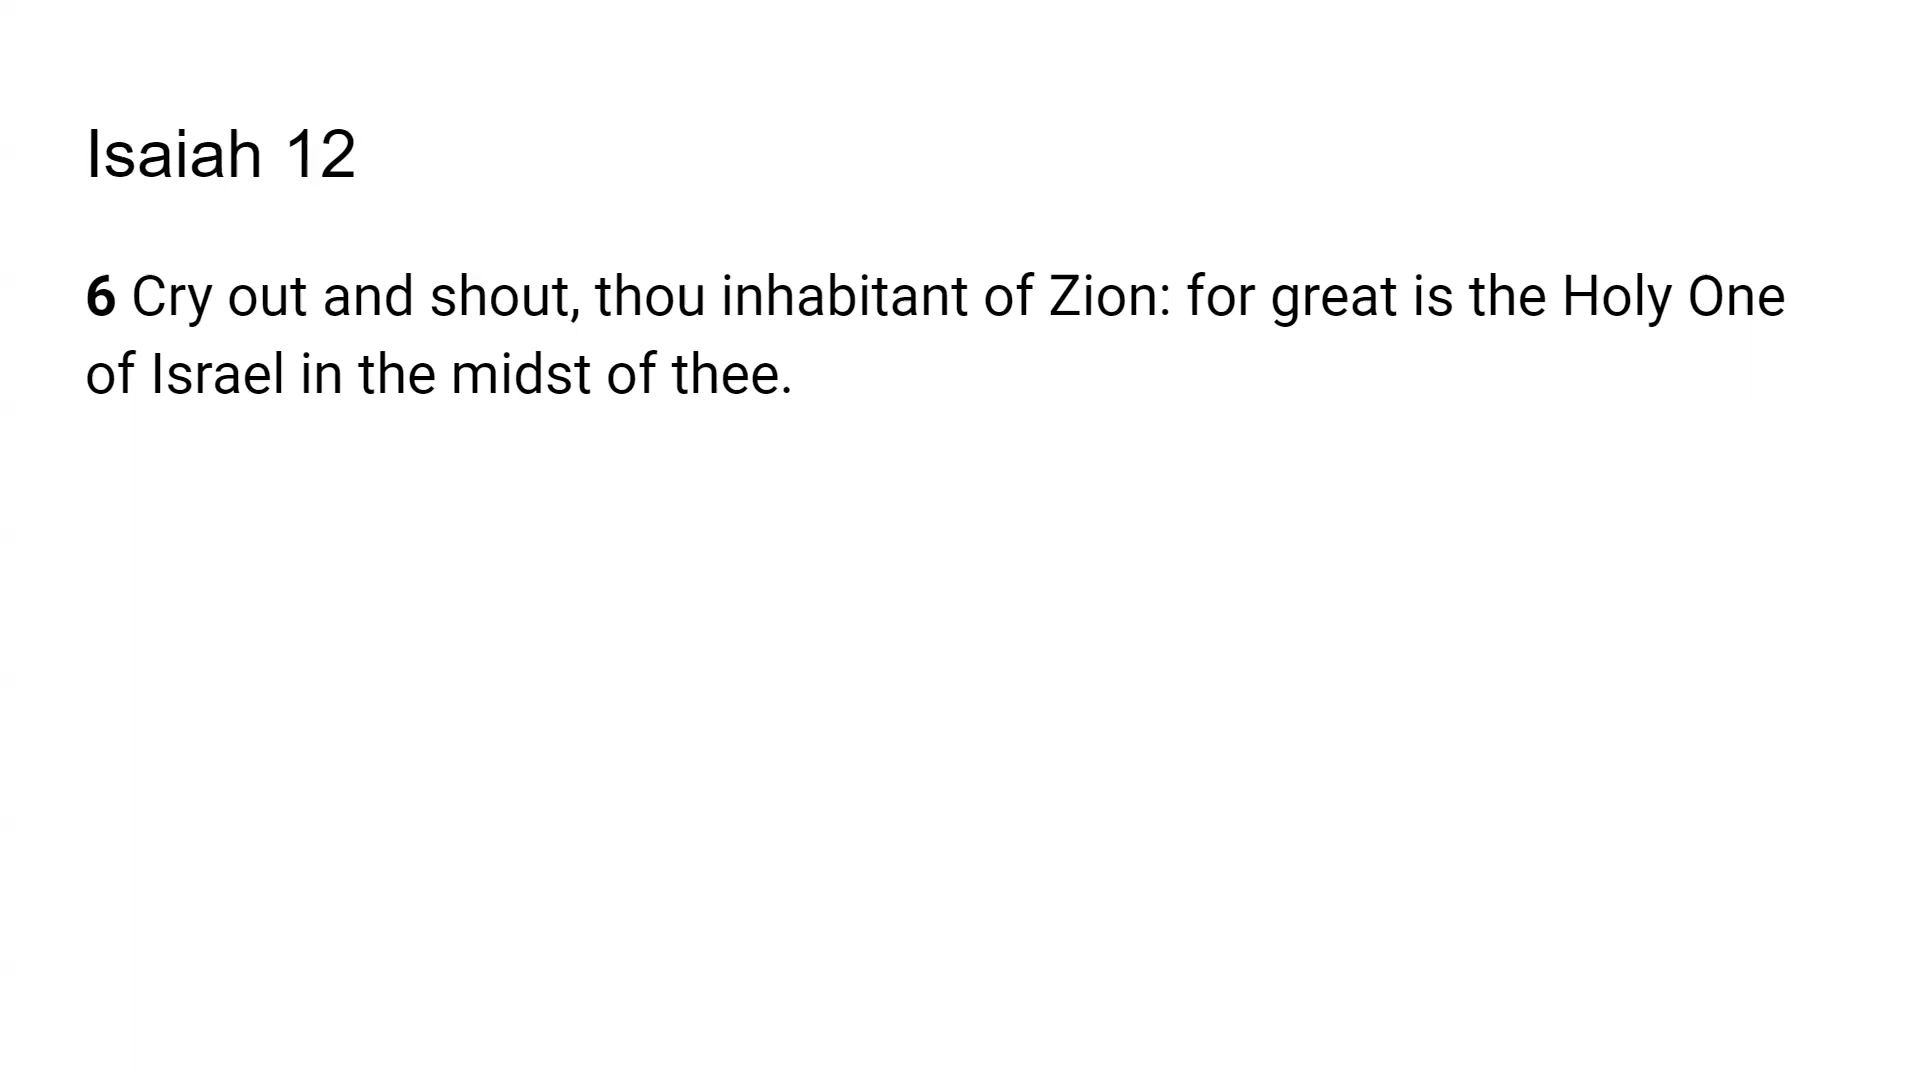 Isaiah 12
6 Cry out and shout, thou inhabitant of Zion: for great is the Holy One
of Israel in the midst of thee.